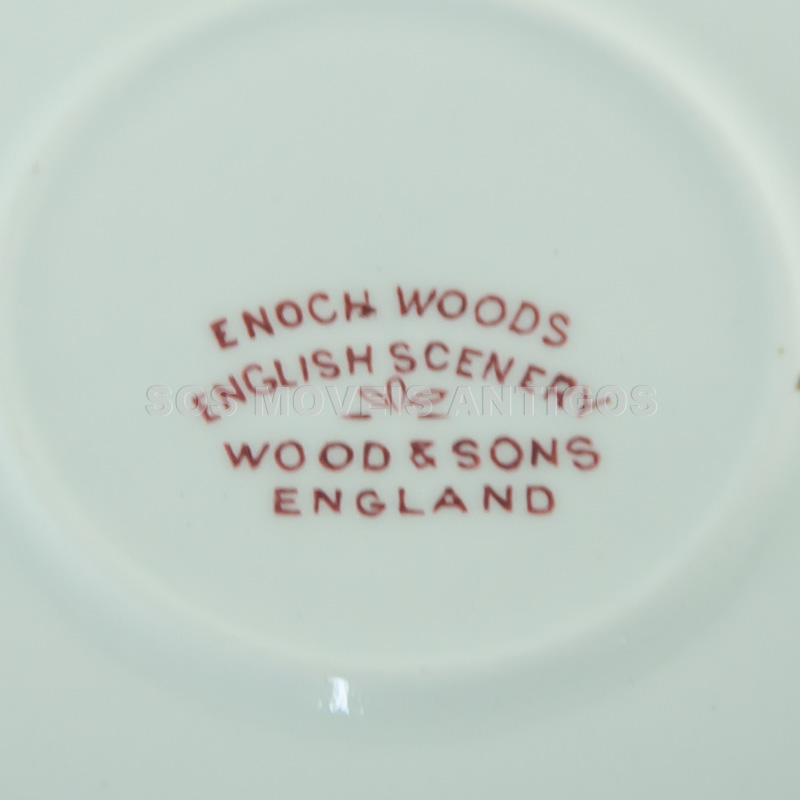 ENOCH WOODS
ENGLISH SCENERY
SOS MOVEIS ANTIGOS
WOOD & SONS
ENGLAND